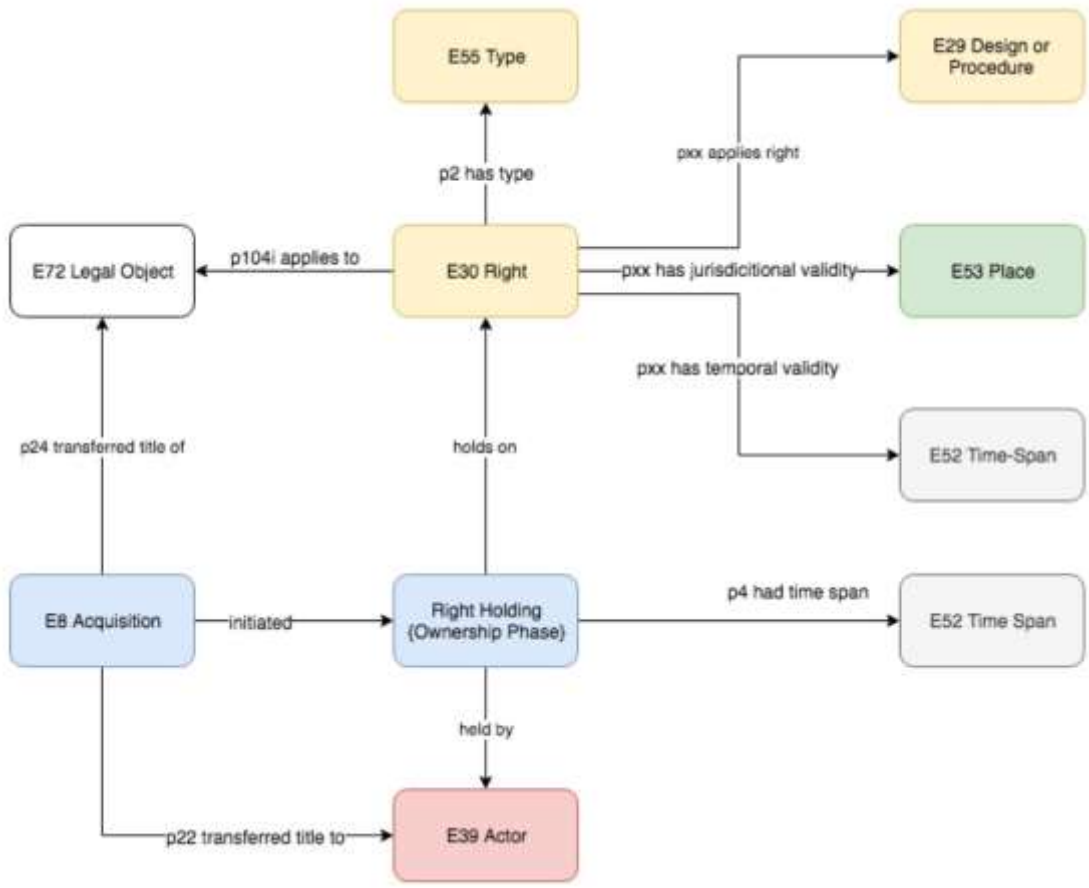 E55 Type
E29 Design or
Procedure
pxx applies right
p2 has type
E72 Legal Object
p104i applies to
E30 Right
pxx has jurisdicitional validity
E53 Place
pxx has temporal validity
p24 transferred title of
holds on
E52 Time-Span
E8 Acquisition
initiated
Right Holding
{Ownership Phase}
p4 had time span
E52 Time Span
held by
p22 transferred title to
E39 Actor